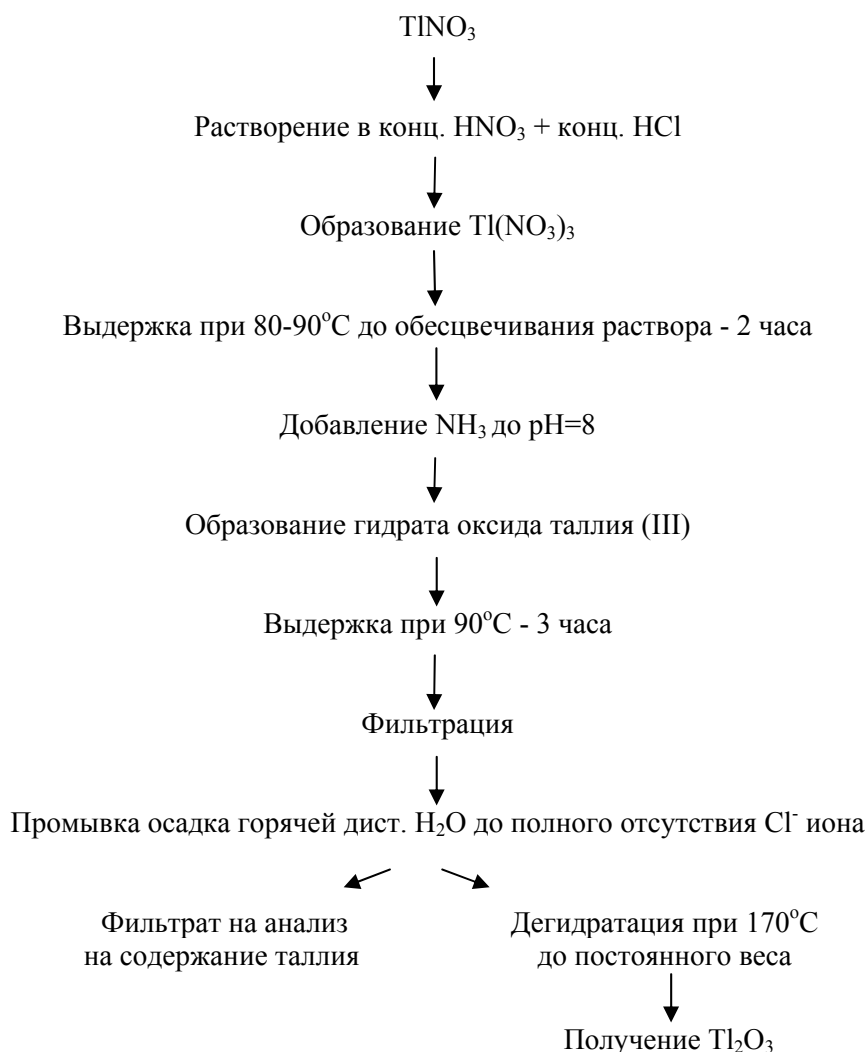 TlNO₃
Растворение в конц. HNO₃ + конц. HCl
Образование Tl(NO₃)₃
Выдержка при 80-90°С до обесцвечивания раствора - 2 часа
Добавление NH₃ до pH=8
Образование гидрата оксида таллия (III)
Выдержка при 90°С - 3 часа
Фильтрация
Промывка осадка горячей дист. H₂O до полного отсутствия Cl⁻ иона
Фильтрат на анализ
на содержание таллия
Дегидратация при 170°С
до постоянного веса
Получение Tl₂O₃